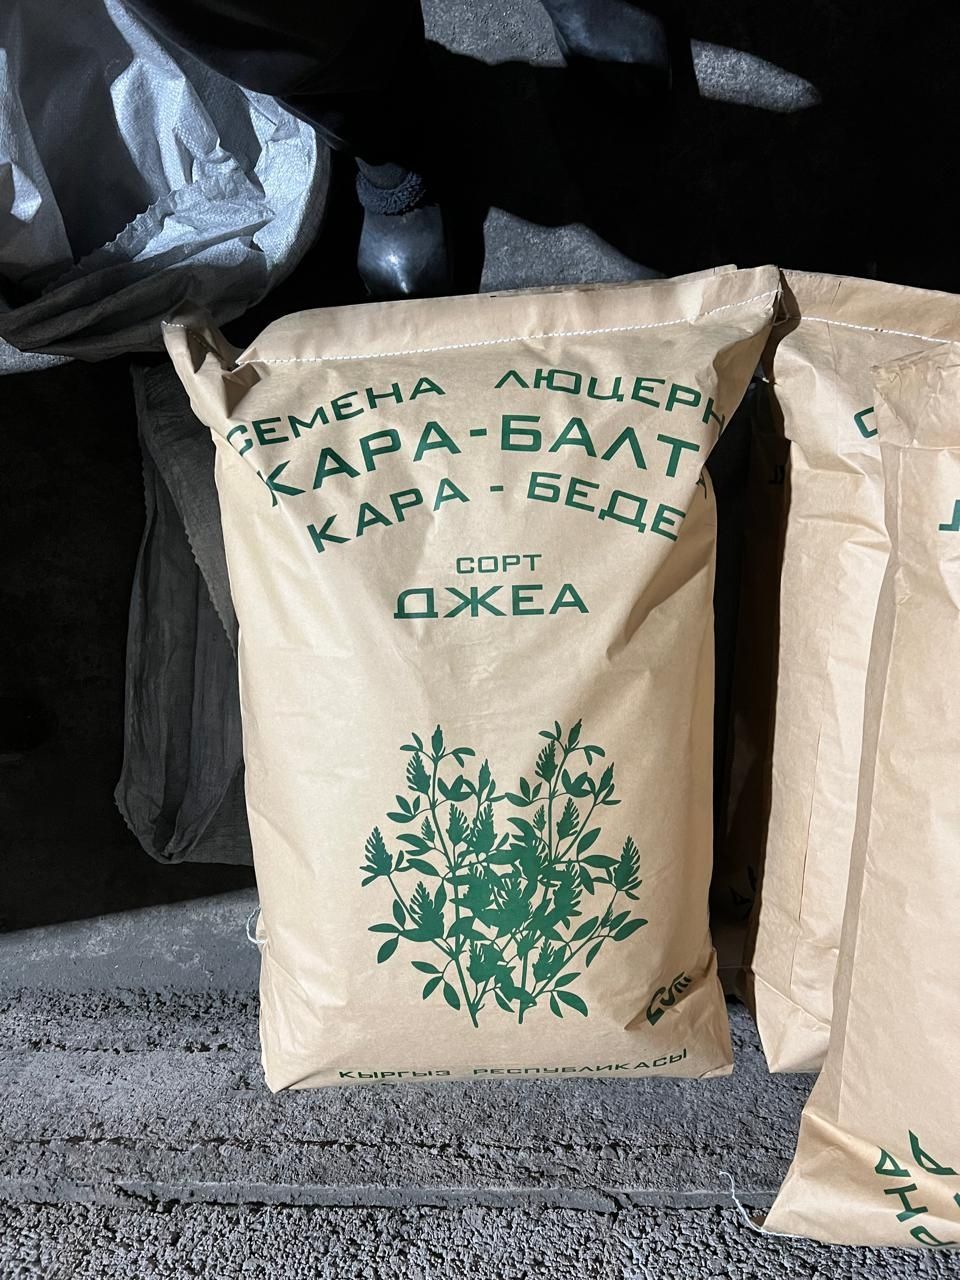 СЕМЕНА ЛЮЦЕРН
КАРА-БАЛТ
КАРА-БЕДЕ
СОРТ
ДЖЕА
КЫРГЫЗ РЕСПУБЛИКАСЫ